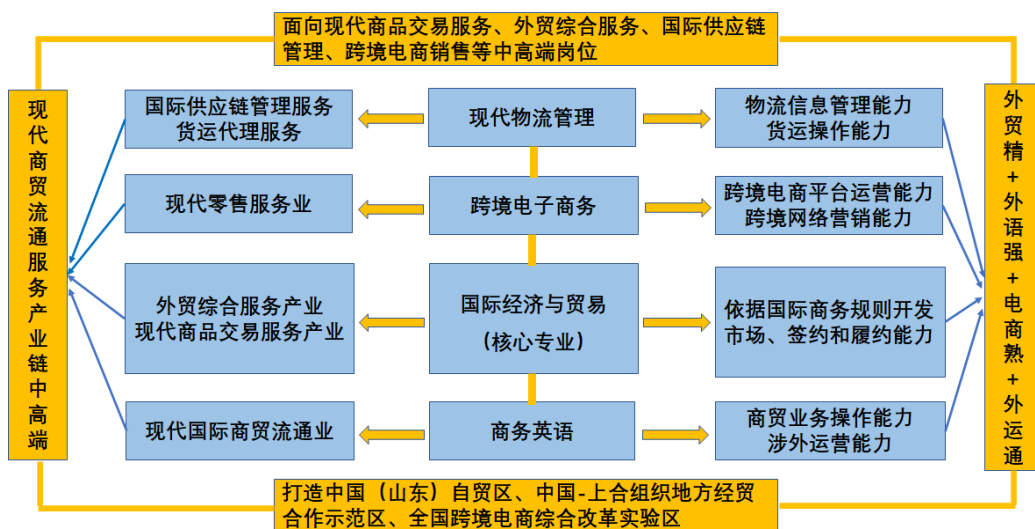 面向现代商品交易服务、外贸综合服务、国际供应链
管理、跨境电商销售等中高端岗位
现代商贸流通服务产业链中高端
国际供应链管理服务
货运代理服务
现代物流管理
物流信息管理能力
货运操作能力
现代零售服务业
跨境电子商务
跨境电商平台运营能力
跨境网络营销能力
外贸综合服务产业
现代商品交易服务产业
国际经济与贸易
(核心专业)
依据国际商务规则开发
市场、签约和履约能力
现代国际商贸流通业
商务英语
商贸业务操作能力
涉外运营能力
外贸精+外语强+电商熟+外运通
打造中国（山东）自贸区、中国-上合组织地方经贸
合作示范区、全国跨境电商综合改革实验区